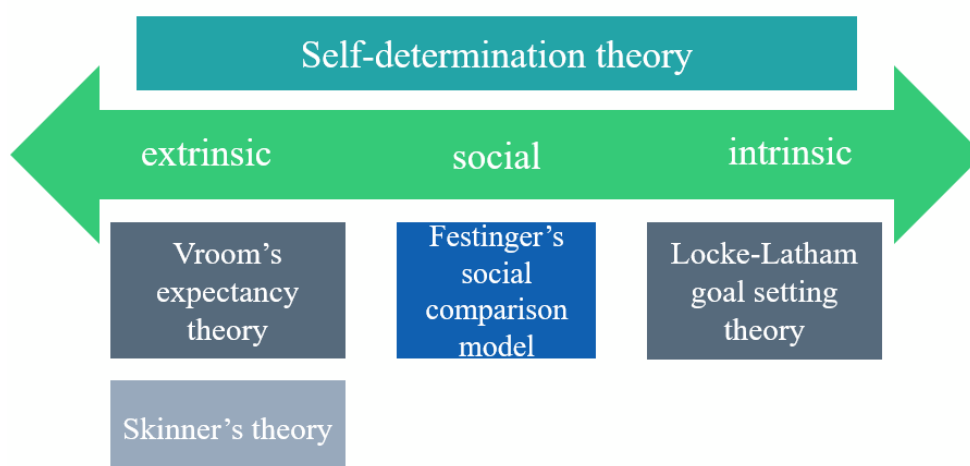 Self-determination theory
extrinsic
social
intrinsic
Vroom’s
expectancy
theory
Festinger’s
social
comparison
model
Locke-Latham
goal setting
theory
Skinner’s theory